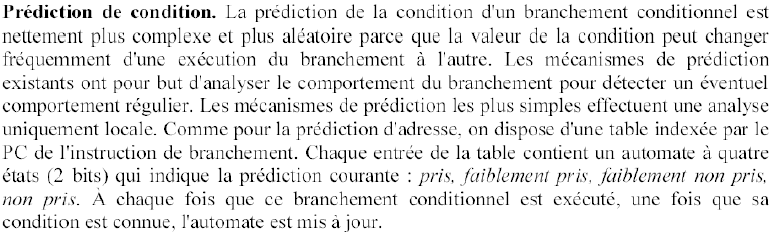 Prédiction de condition. La prédiction de la condition d'un branchement conditionnel est
nettement plus complexe et plus aléatoire parce que la valeur de la condition peut changer
fréquemment d'une exécution du branchement à l'autre. Les mécanismes de prédiction
existants ont pour but d'analyser le comportement du branchement pour détecter un éventuel
comportement régulier. Les mécanismes de prédiction les plus simples effectuent une analyse
uniquement locale. Comme pour la prédiction d'adresse, on dispose d'une table indexée par le
PC de l'instruction de branchement. Chaque entrée de la table contient un automate à quatre
états (2 bits) qui indique la prédiction courante : pris, faiblement pris, faiblement non pris,
non pris. À chaque fois que ce branchement conditionnel est exécuté, une fois que sa
condition est connue, l'automate est mis à jour.